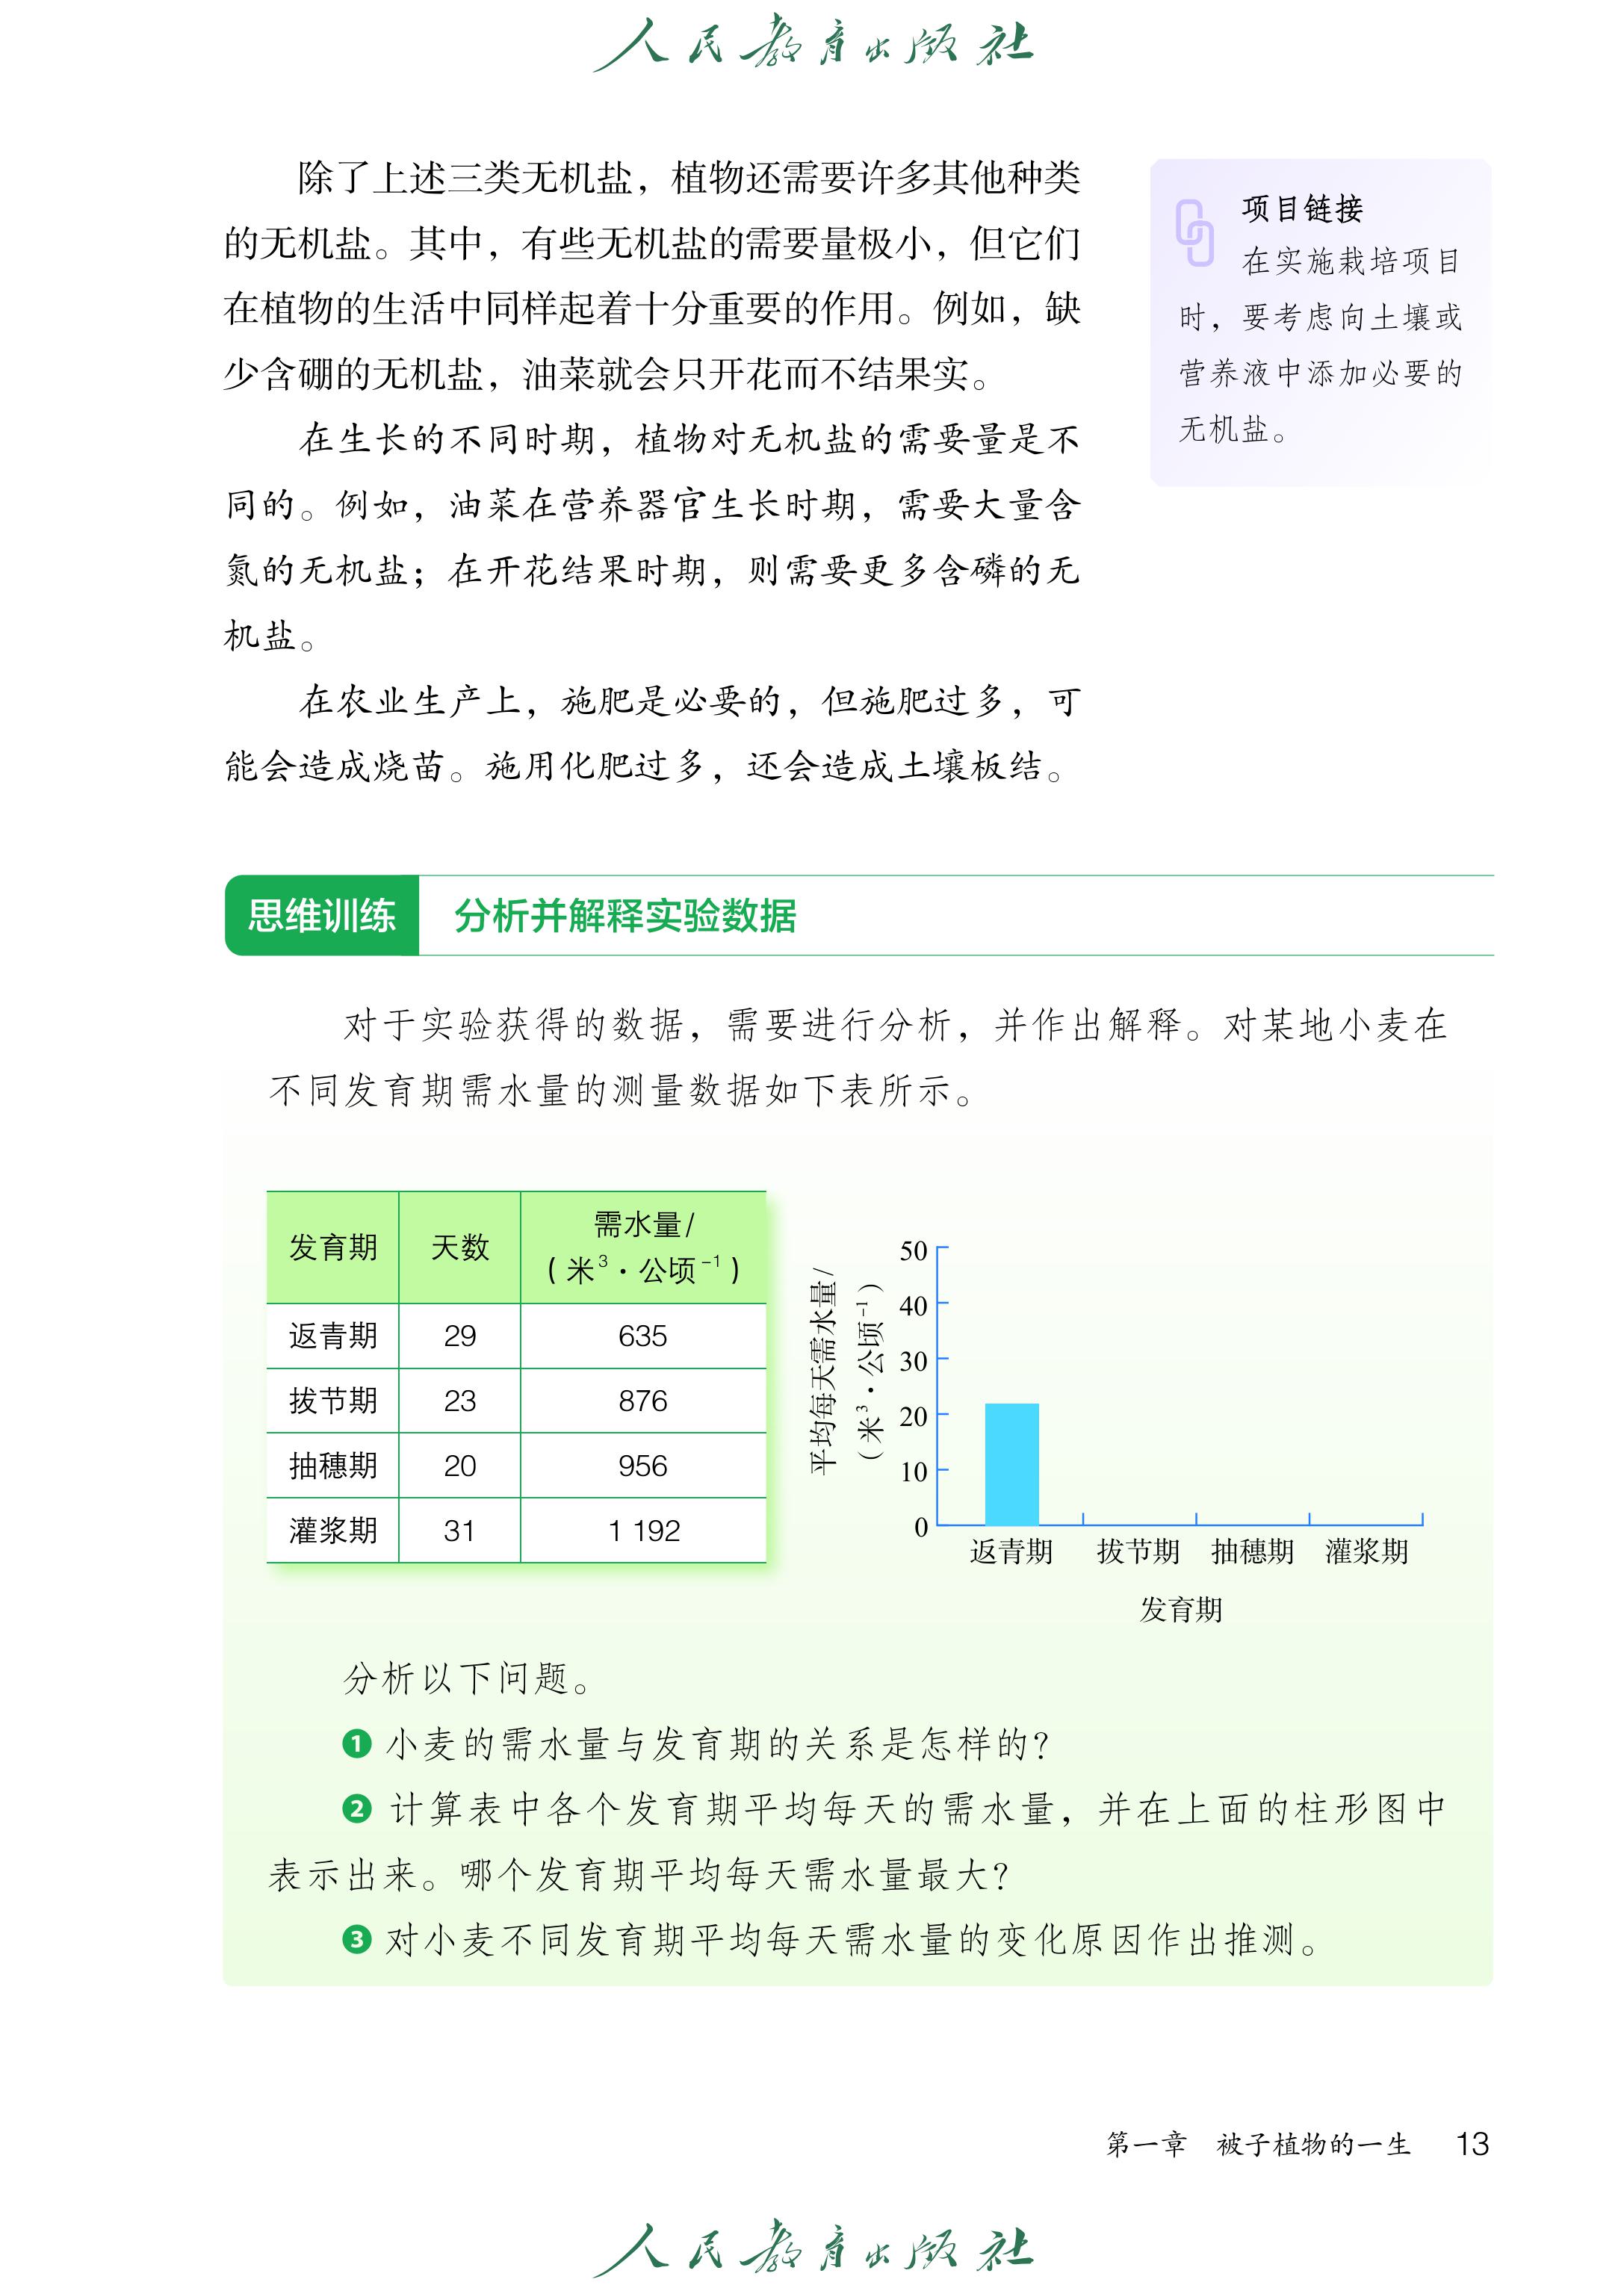 人民教育出版社
除了上述三类无机盐，植物还需要许多其他种类
的无机盐。其中，有些无机盐的需要量极小，但它们
在植物的生活中同样起着十分重要的作用。例如，缺
少含硼的无机盐，油菜就会只开花而不结果实。
在生长的不同时期，植物对无机盐的需要量是不
同的。例如，油菜在营养器官生长时期，需要大量含
氮的无机盐；在开花结果时期，则需要更多含磷的无
机盐。
在农业生产上，施肥是必要的，但施肥过多，可
能会造成烧苗。施用化肥过多，还会造成土壤板结。
项目链接
在实施栽培项目
时，要考虑向土壤或
营养液中添加必要的
无机盐。
思维训练 分析并解释实验数据
对于实验获得的数据，需要进行分析，并作出解释。对某地小麦在
不同发育期需水量的测量数据如下表所示。
发育期 天数 需水量/
（米³·公顷⁻¹）
返青期 29 635
拔节期 23 876
抽穗期 20 956
灌浆期 31 1 192
平均每天需水量/
（米³·公顷⁻¹）
50
40
30
20
10
0
返青期 拔节期 抽穗期 灌浆期
发育期
分析以下问题。
❶ 小麦的需水量与发育期的关系是怎样的？
❷ 计算表中各个发育期平均每天的需水量，并在上面的柱形图中
表示出来。哪个发育期平均每天需水量最大？
❸ 对小麦不同发育期平均每天需水量的变化原因作出推测。
第一章 被子植物的一生 13
人民教育出版社